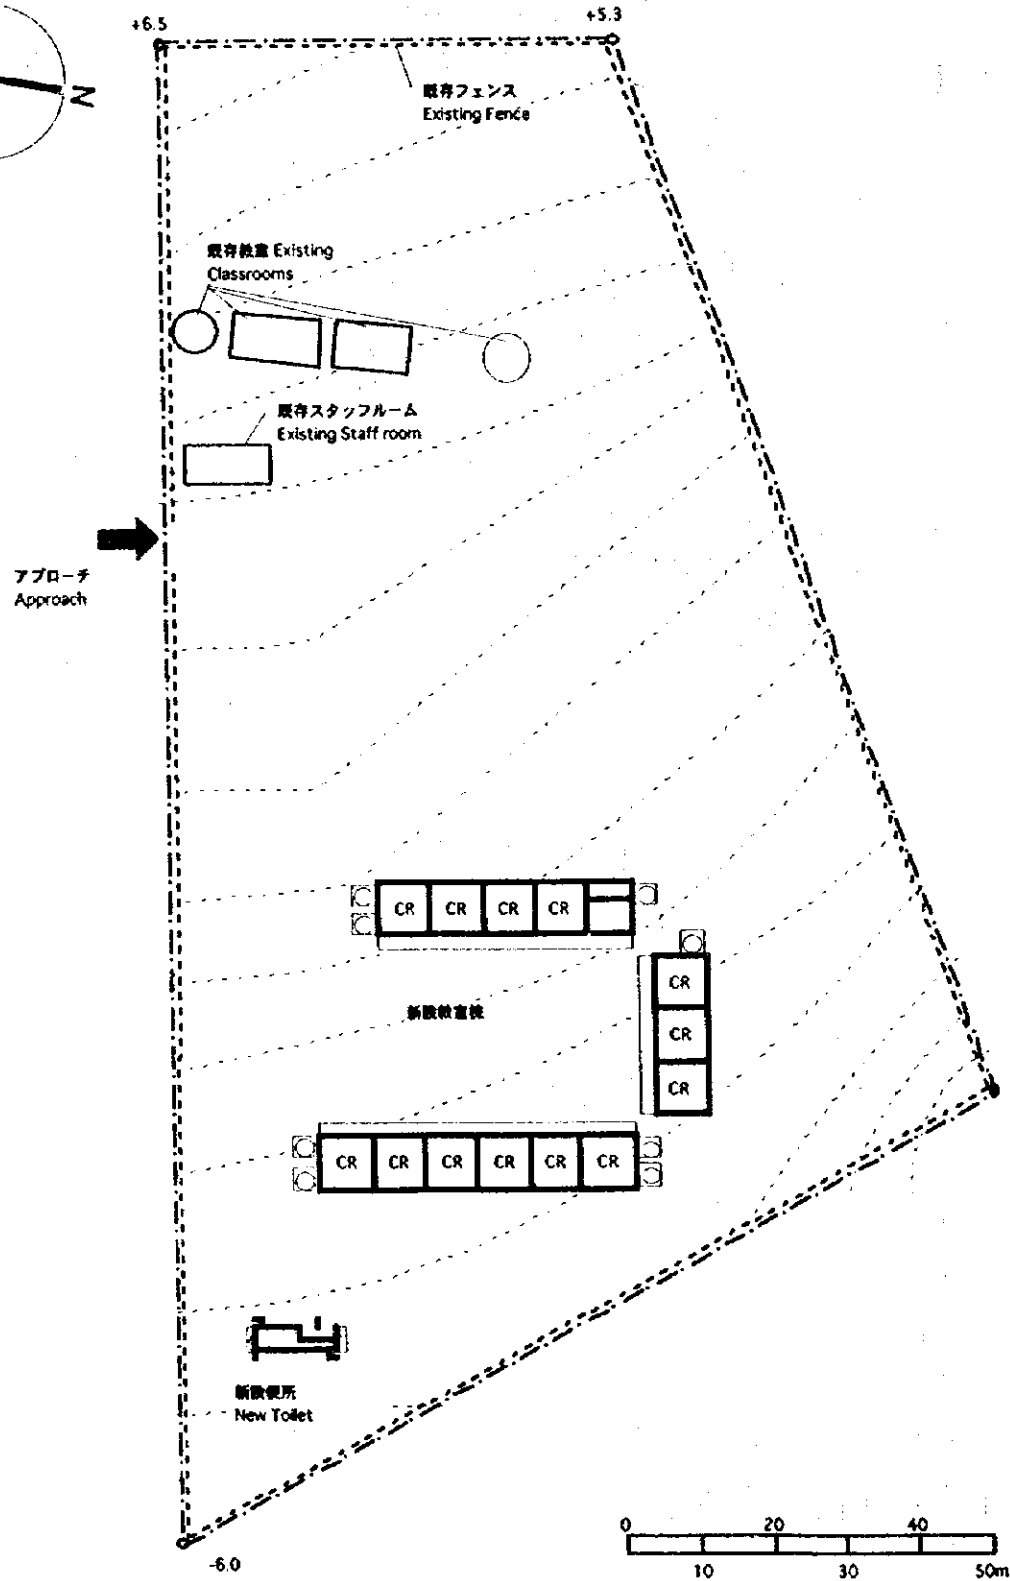 +6.5
+5.3
N
既存フェンス
Existing Fence
既存教室 Existing
Classrooms
既存スタッフルーム
Existing Staff room
アプローチ
Approach
CR CR CR CR
CR
新設教室棟
CR
CR
CR CR CR CR CR CR
新設便所
New Toilet
-6.0
0 20 40
10 30 50m